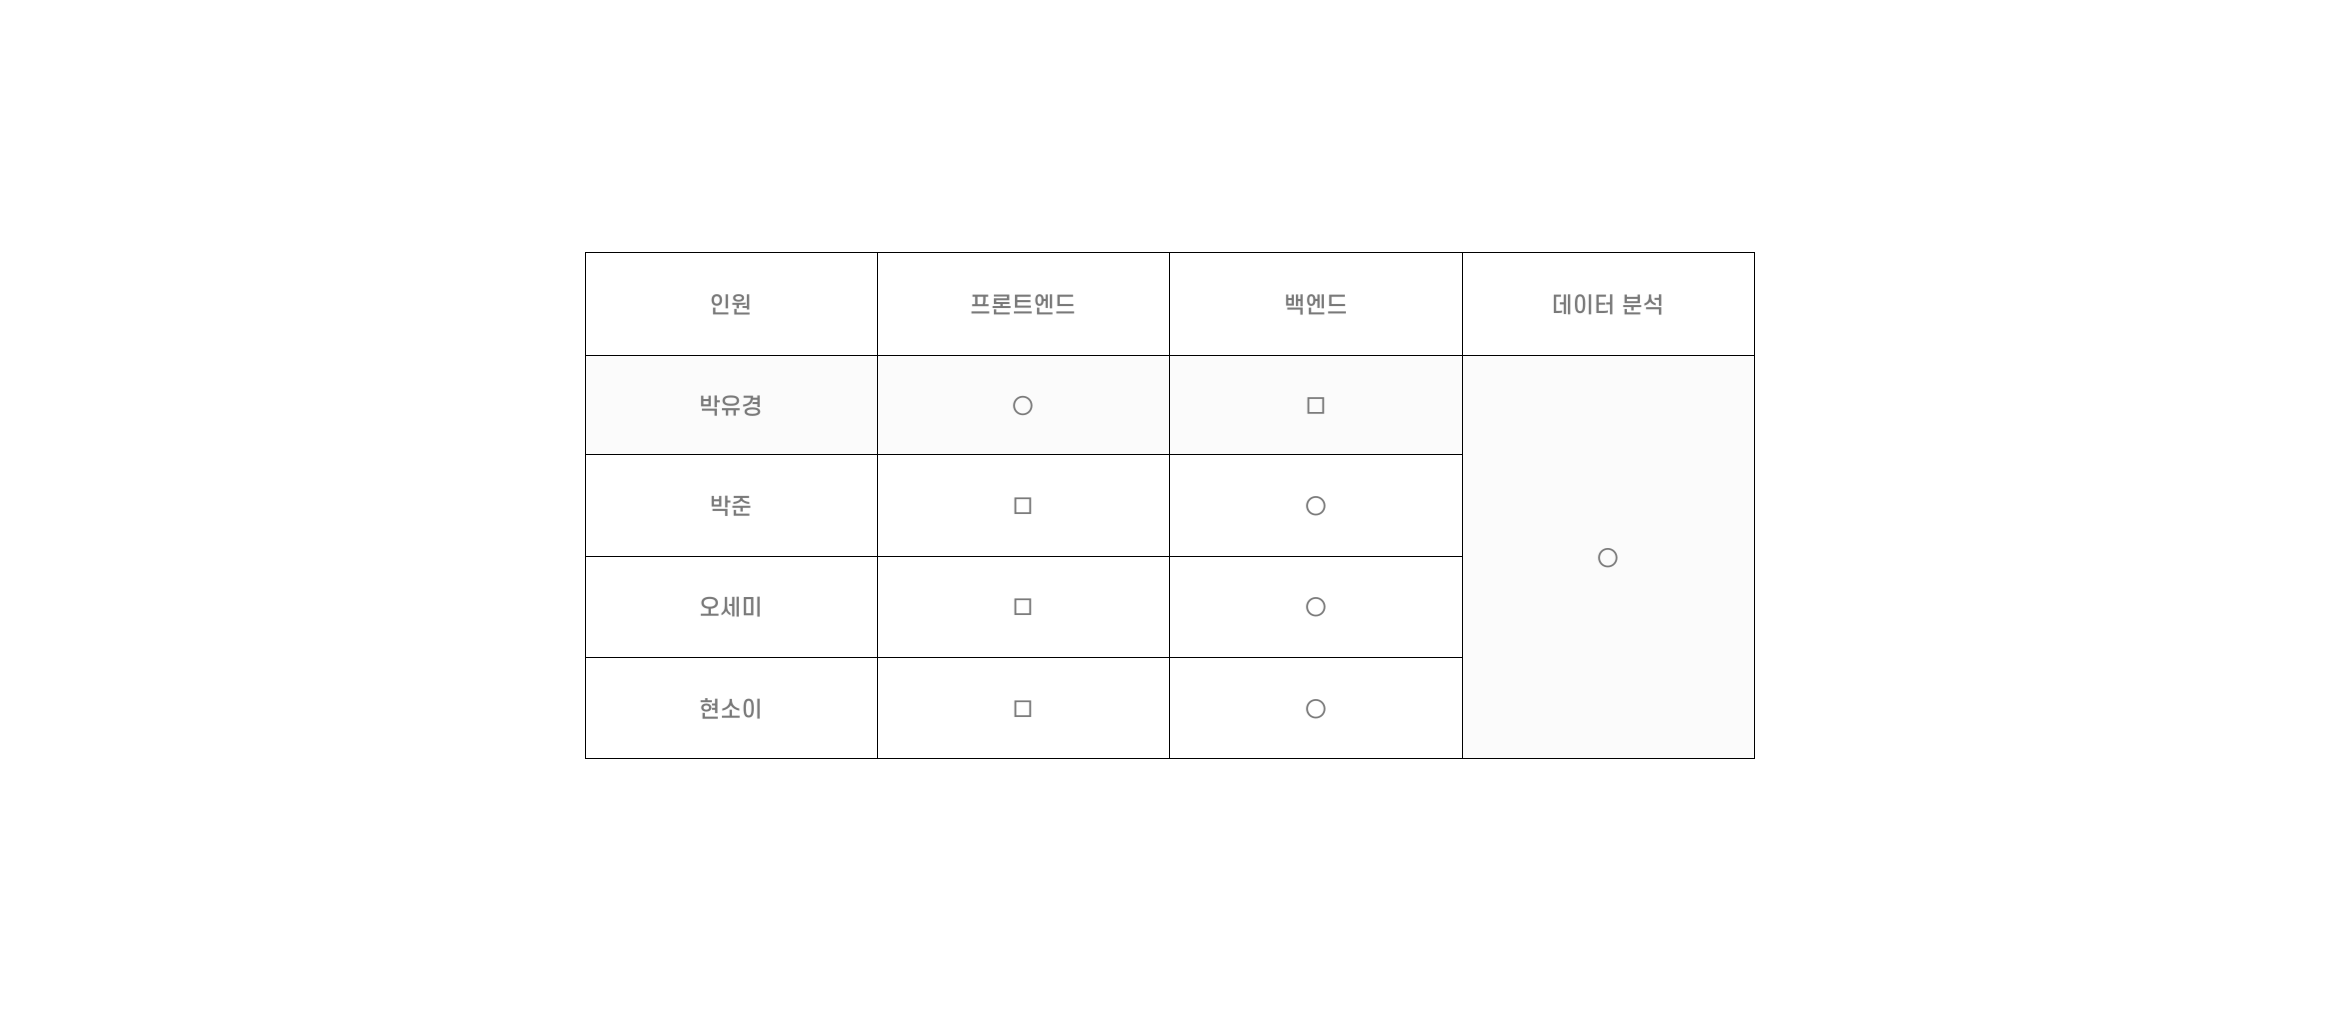 인원 프론트엔드 백엔드 데이터 분석
박유경 ○ □
박준 □ ○
○
오세미 □ ○
현소이 □ ○